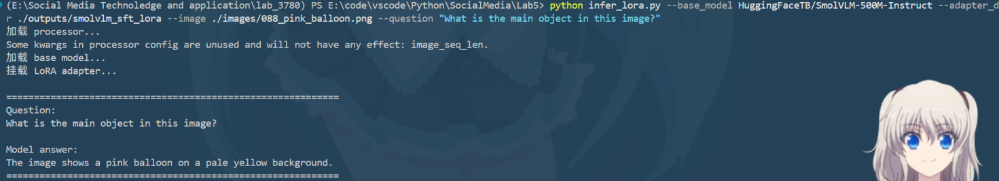 (E:\Social Media Technoledge and application\lab_3780) PS E:\code\vscode\Python\SocialMedia\Lab5> python infer_lora.py --base_model HuggingFaceTB/SmolVLM-500M-Instruct --adapter_d
r ./outputs/smolvlm_sft_lora --image ./images/088_pink_balloon.png --question "What is the main object in this image?"
加载 processor...
Some kwargs in processor config are unused and will not have any effect: image_seq_len.
加载 base model...
挂载 LoRA adapter...
============================================================
Question:
What is the main object in this image?
Model answer:
The image shows a pink balloon on a pale yellow background.
============================================================